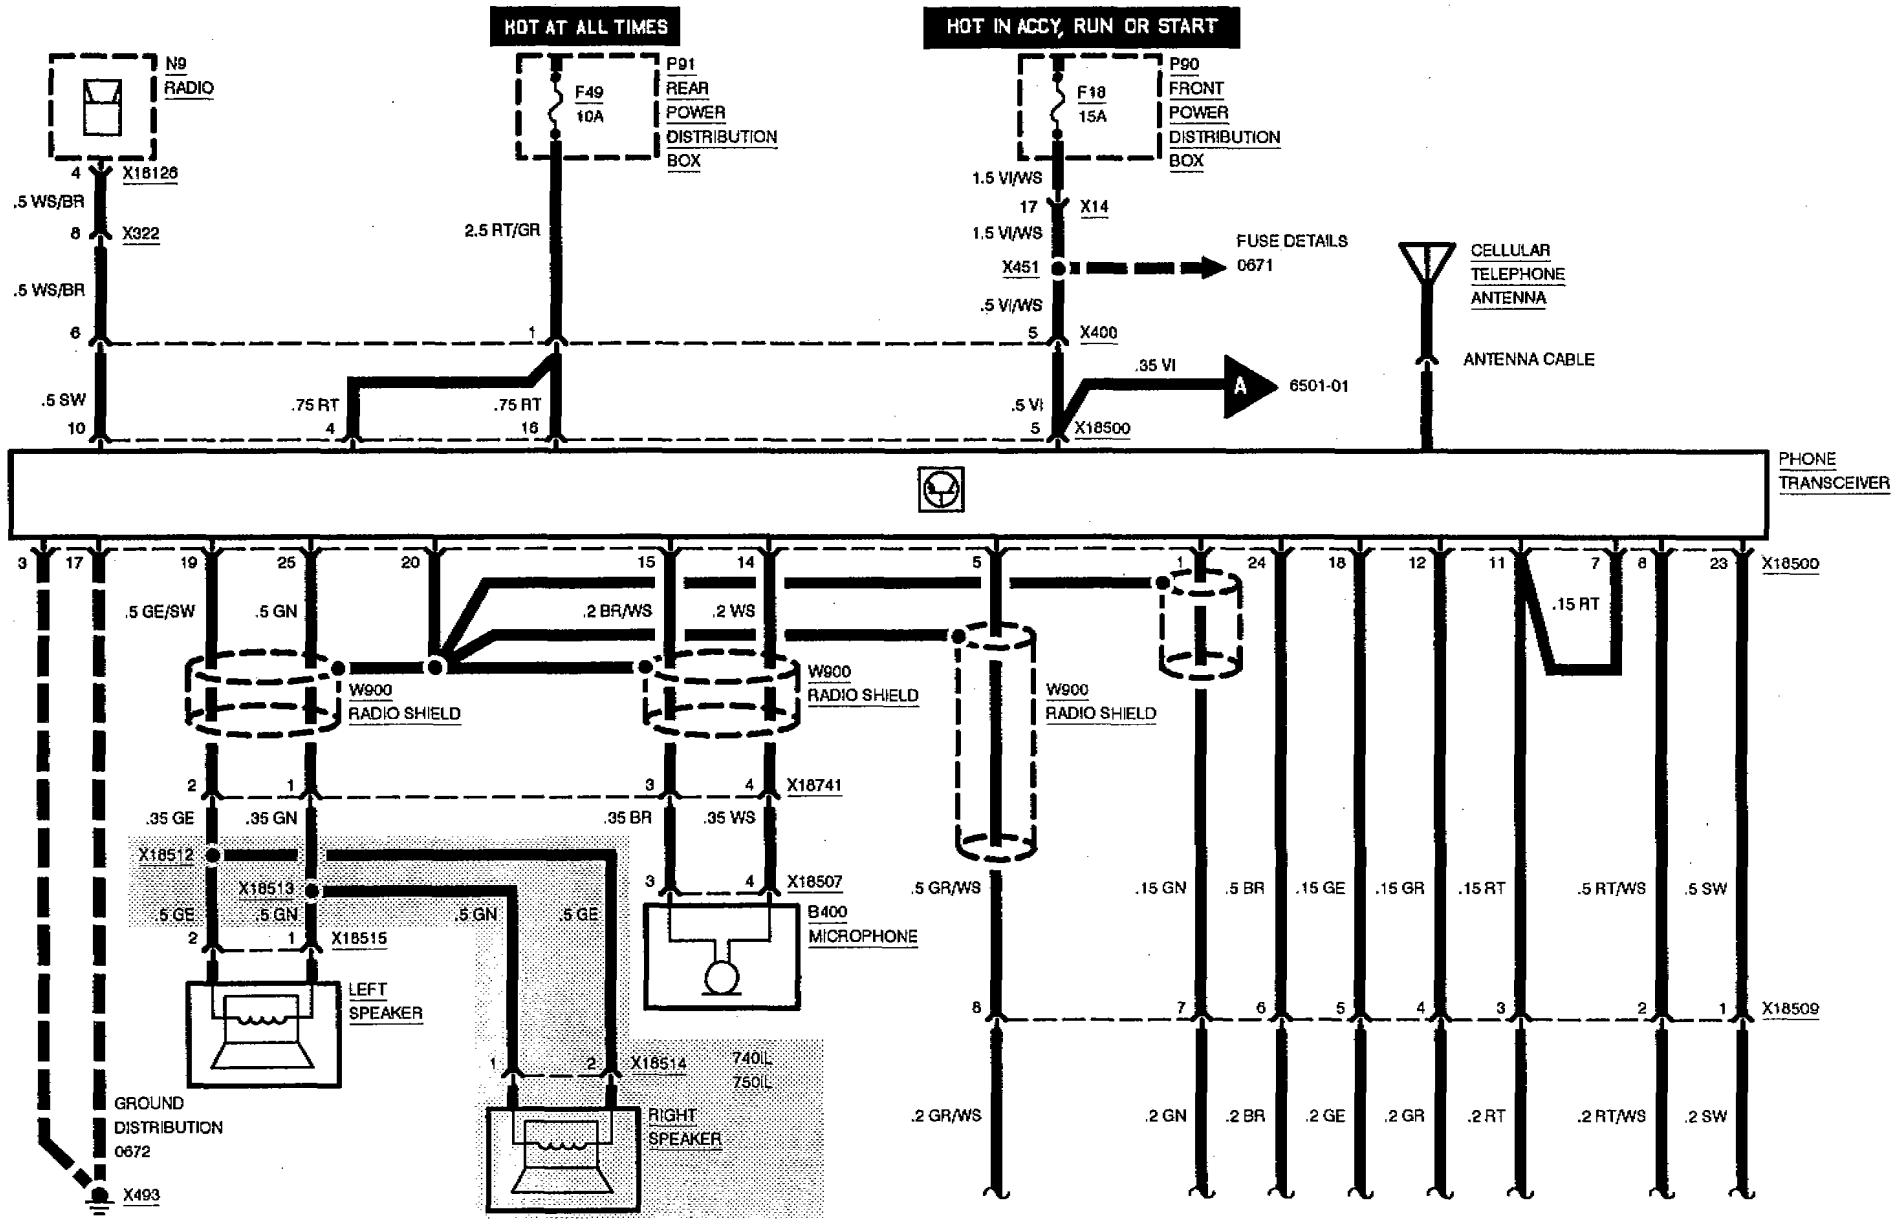 HOT AT ALL TIMES
HOT IN ACCY, RUN OR START
N9
RADIO
F49
10A
P91
REAR
POWER
DISTRIBUTION
BOX
F18
15A
P90
FRONT
POWER
DISTRIBUTION
BOX
4
X18126
.5 WS/BR
8
X322
.5 WS/BR
6
2.5 RT/GR
1
1.5 VI/WS
17
X14
1.5 VI/WS
X451
FUSE DETAILS
0671
.5 VI/WS
5
X400
CELLULAR
TELEPHONE
ANTENNA
ANTENNA CABLE
.35 VI
A
6501-01
.5 SW
10
.75 RT
4
.75 RT
16
.5 VI
5
X18500
PHONE
TRANSCEIVER
3
17
19
25
20
15
14
5
1
24
18
12
11
7
8
23
X18500
.5 GE/SW
.5 GN
.2 BR/WS
.2 WS
.15 RT
W900
RADIO SHIELD
W900
RADIO SHIELD
W900
RADIO SHIELD
2
1
3
4
X18741
.35 GE
.35 GN
.35 BR
.35 WS
X18512
X18513
3
4
X18507
.5 GR/WS
.15 GN
.5 BR
.15 GE
.15 GR
.15 RT
.5 RT/WS
.5 SW
.5 GE
.5 GN
.5 GN
.5 GE
B400
MICROPHONE
2
1
X18515
LEFT
SPEAKER
8
7
6
5
4
3
2
1
X18509
1
2
X18514
740IL
750IL
RIGHT
SPEAKER
GROUND
DISTRIBUTION
0672
X493
.2 GR/WS
.2 GN
.2 BR
.2 GE
.2 GR
.2 RT
.2 RT/WS
.2 SW